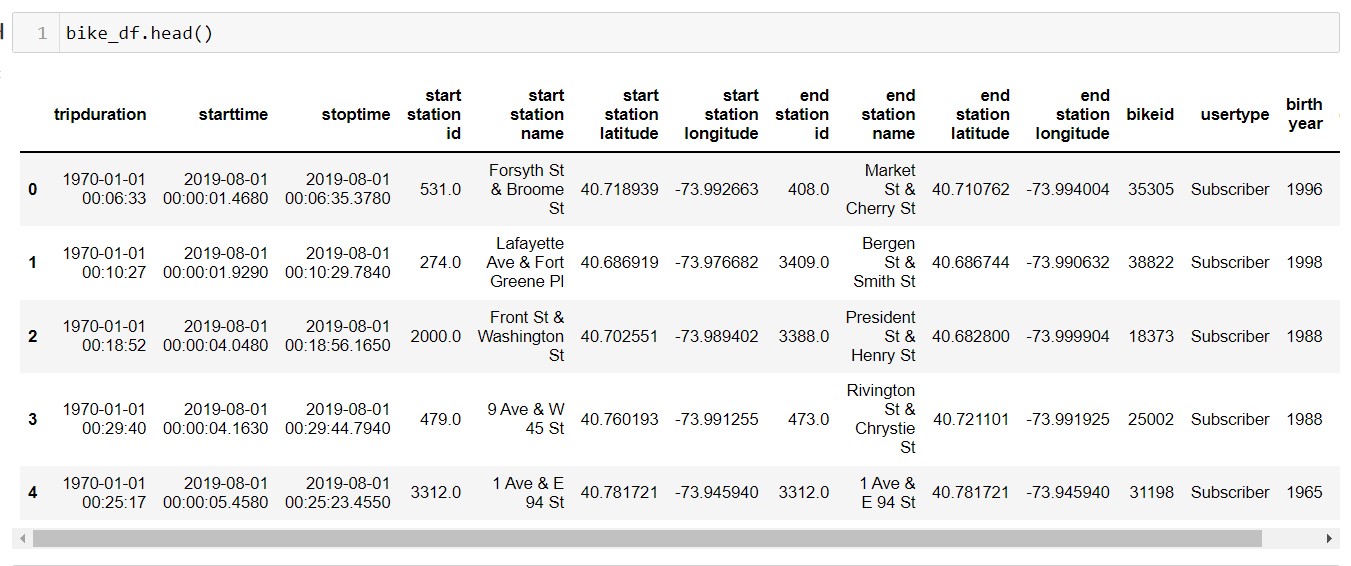 1 bike_df.head()
tripduration starttime stoptime start station id start station name start station latitude start station longitude end station id end station name end station latitude end station longitude bikeid usertype birth year
0 1970-01-01 00:06:33 2019-08-01 00:00:01.4680 2019-08-01 00:06:35.3780 531.0 Forsyth St & Broome St 40.718939 -73.992663 408.0 Market St & Cherry St 40.710762 -73.994004 35305 Subscriber 1996
1 1970-01-01 00:10:27 2019-08-01 00:00:01.9290 2019-08-01 00:10:29.7840 274.0 Lafayette Ave & Fort Greene Pl 40.686919 -73.976682 3409.0 Bergen St & Smith St 40.686744 -73.990632 38822 Subscriber 1998
2 1970-01-01 00:18:52 2019-08-01 00:00:04.0480 2019-08-01 00:18:56.1650 2000.0 Front St & Washington St 40.702551 -73.989402 3388.0 President St & Henry St 40.682800 -73.999904 18373 Subscriber 1988
3 1970-01-01 00:29:40 2019-08-01 00:00:04.1630 2019-08-01 00:29:44.7940 479.0 9 Ave & W 45 St 40.760193 -73.991255 473.0 Rivington St & Chrystie St 40.721101 -73.991925 25002 Subscriber 1988
4 1970-01-01 00:25:17 2019-08-01 00:00:05.4580 2019-08-01 00:25:23.4550 3312.0 1 Ave & E 94 St 40.781721 -73.945940 3312.0 1 Ave & E 94 St 40.781721 -73.945940 31198 Subscriber 1965